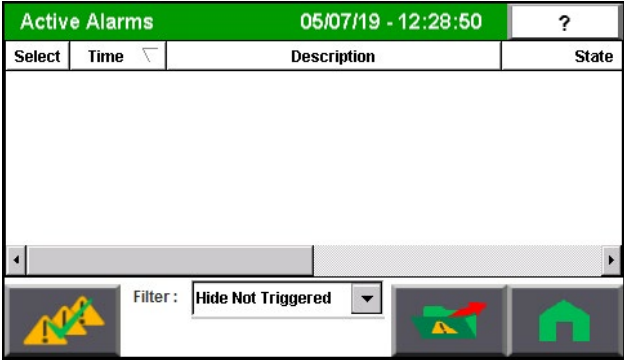 Active Alarms 05/07/19 - 12:28:50 ?
Select Time Description State
Filter : Hide Not Triggered